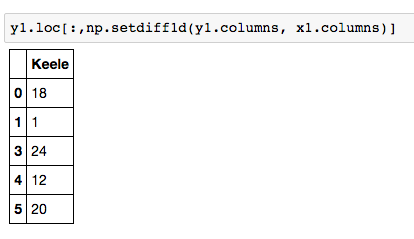 y1.loc[:,np.setdiff1d(y1.columns, x1.columns)]
Keele
0 18
1 1
3 24
4 12
5 20